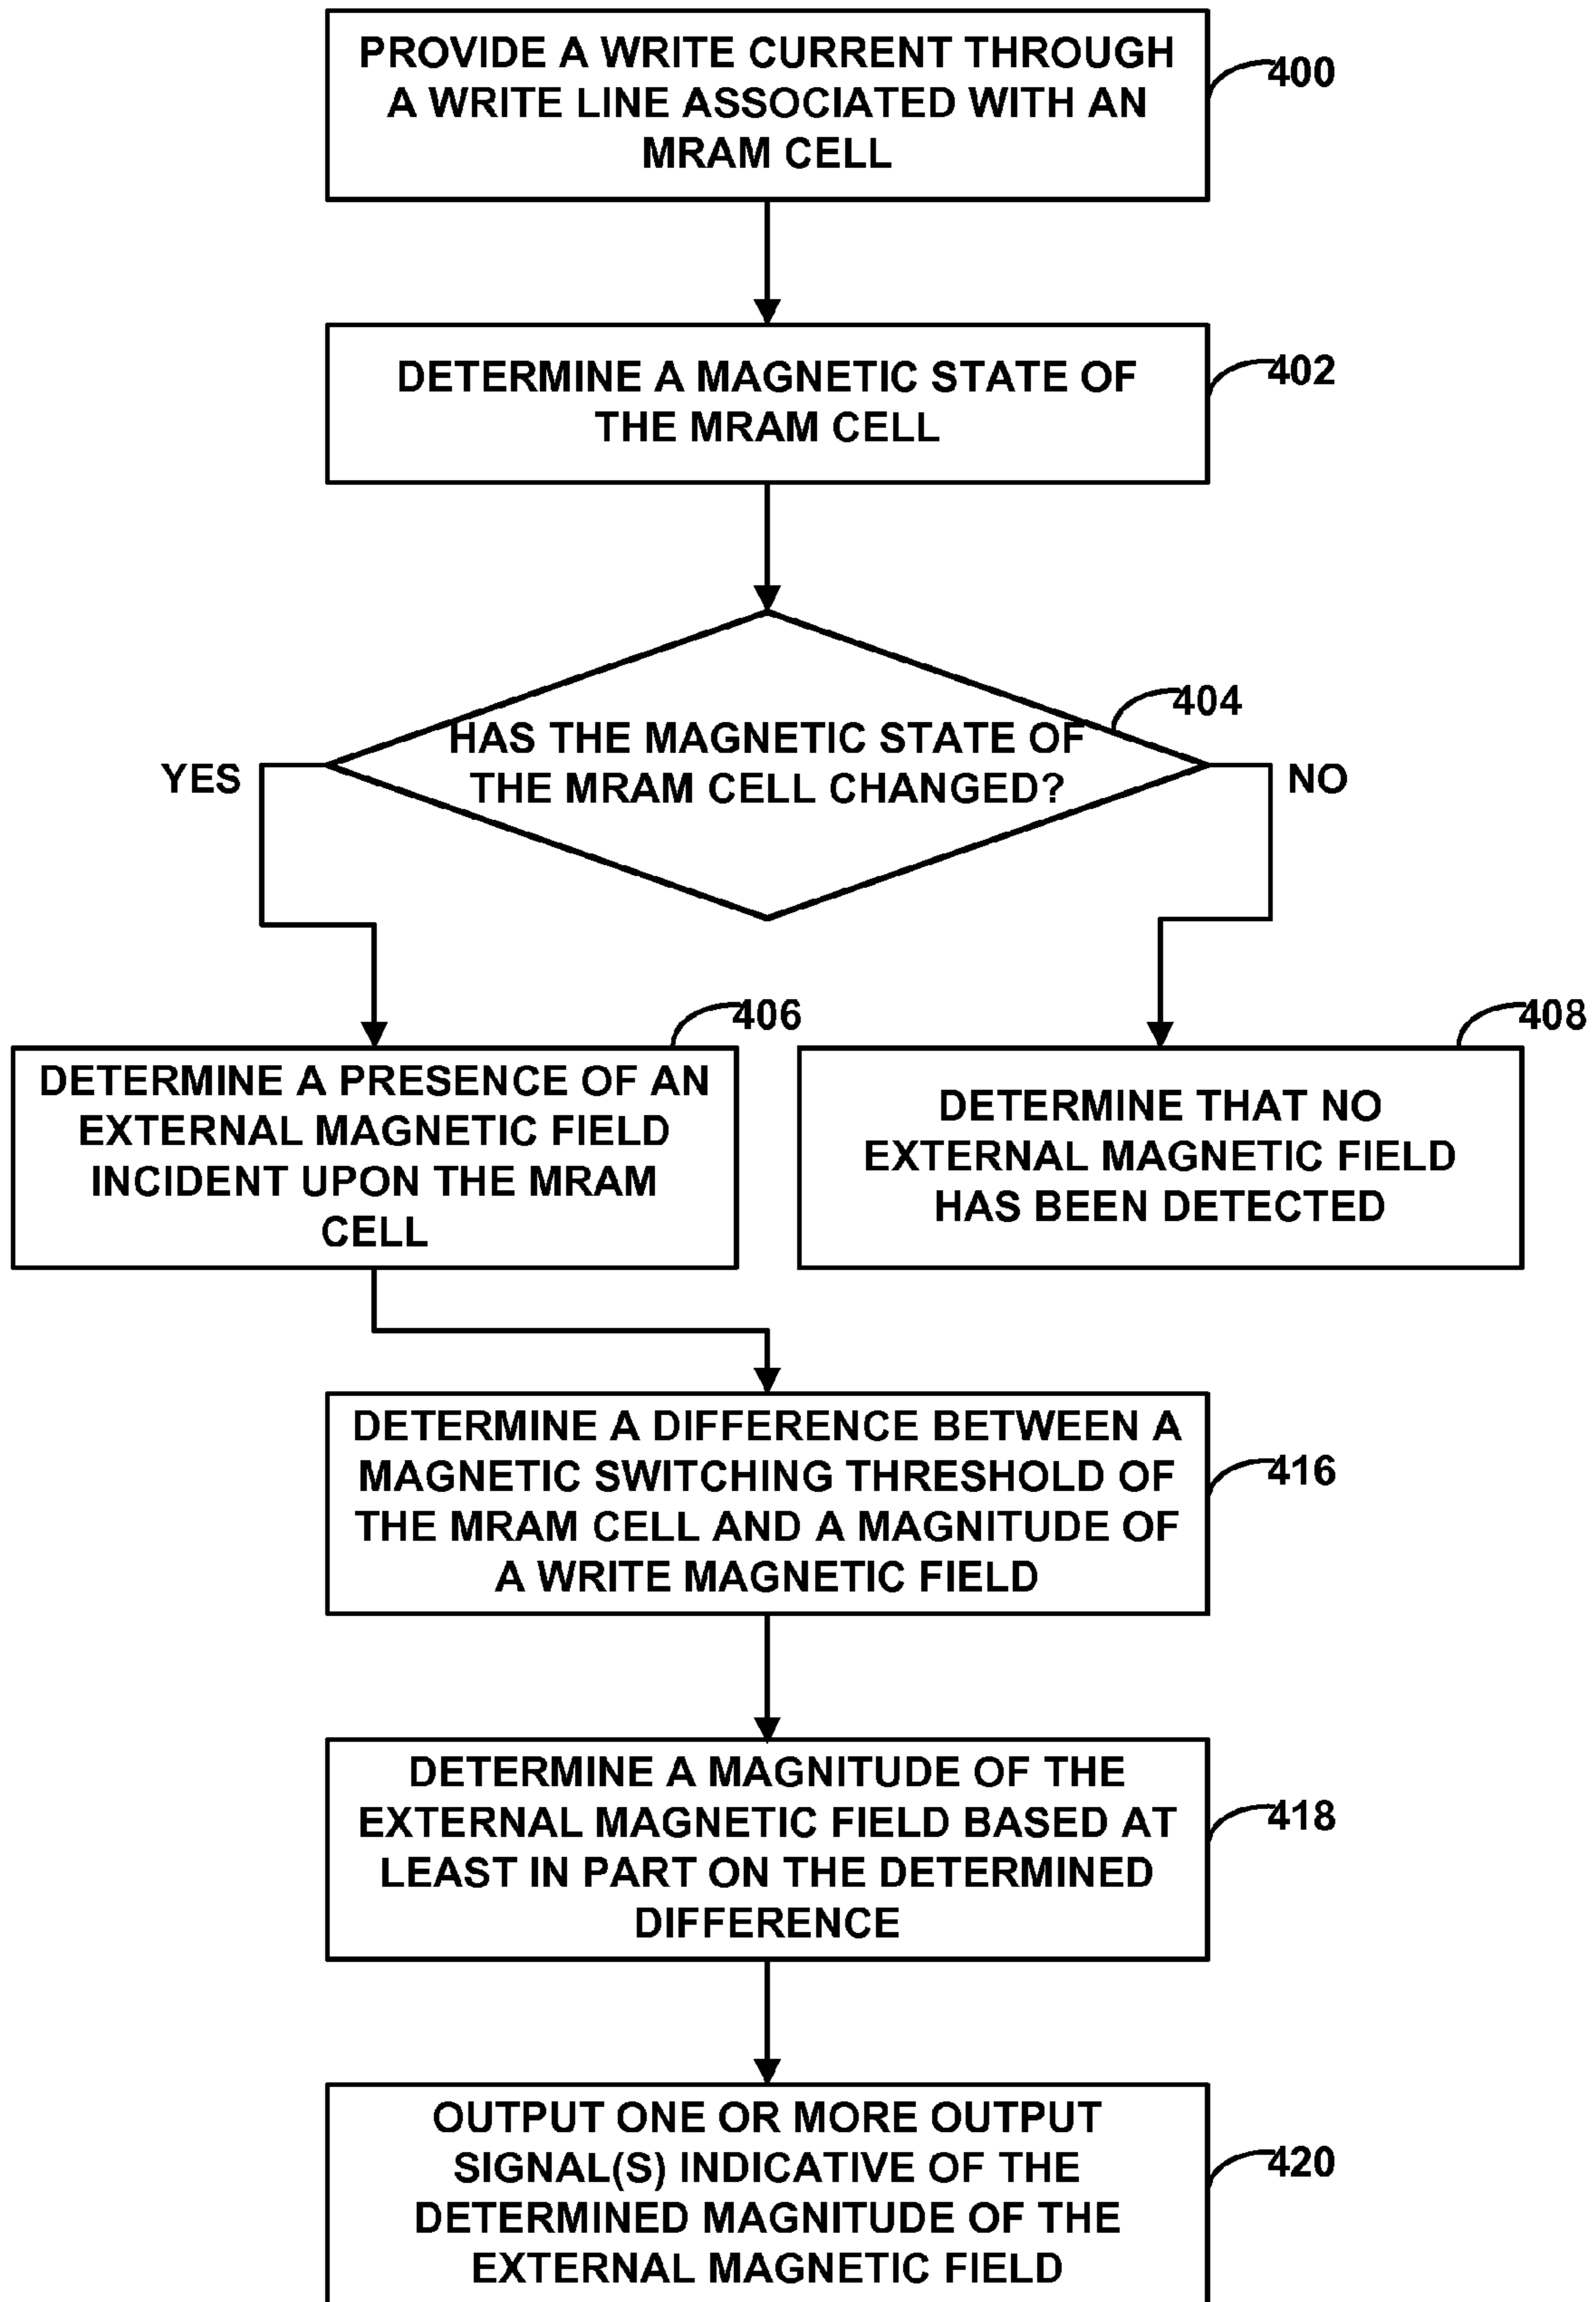 PROVIDE A WRITE CURRENT THROUGH
A WRITE LINE ASSOCIATED WITH AN
MRAM CELL
400
DETERMINE A MAGNETIC STATE OF
THE MRAM CELL
402
404
HAS THE MAGNETIC STATE OF
THE MRAM CELL CHANGED?
YES
NO
406
DETERMINE A PRESENCE OF AN
EXTERNAL MAGNETIC FIELD
INCIDENT UPON THE MRAM
CELL
408
DETERMINE THAT NO
EXTERNAL MAGNETIC FIELD
HAS BEEN DETECTED
DETERMINE A DIFFERENCE BETWEEN A
MAGNETIC SWITCHING THRESHOLD OF
THE MRAM CELL AND A MAGNITUDE OF
A WRITE MAGNETIC FIELD
416
DETERMINE A MAGNITUDE OF THE
EXTERNAL MAGNETIC FIELD BASED AT
LEAST IN PART ON THE DETERMINED
DIFFERENCE
418
OUTPUT ONE OR MORE OUTPUT
SIGNAL(S) INDICATIVE OF THE
DETERMINED MAGNITUDE OF THE
EXTERNAL MAGNETIC FIELD
420